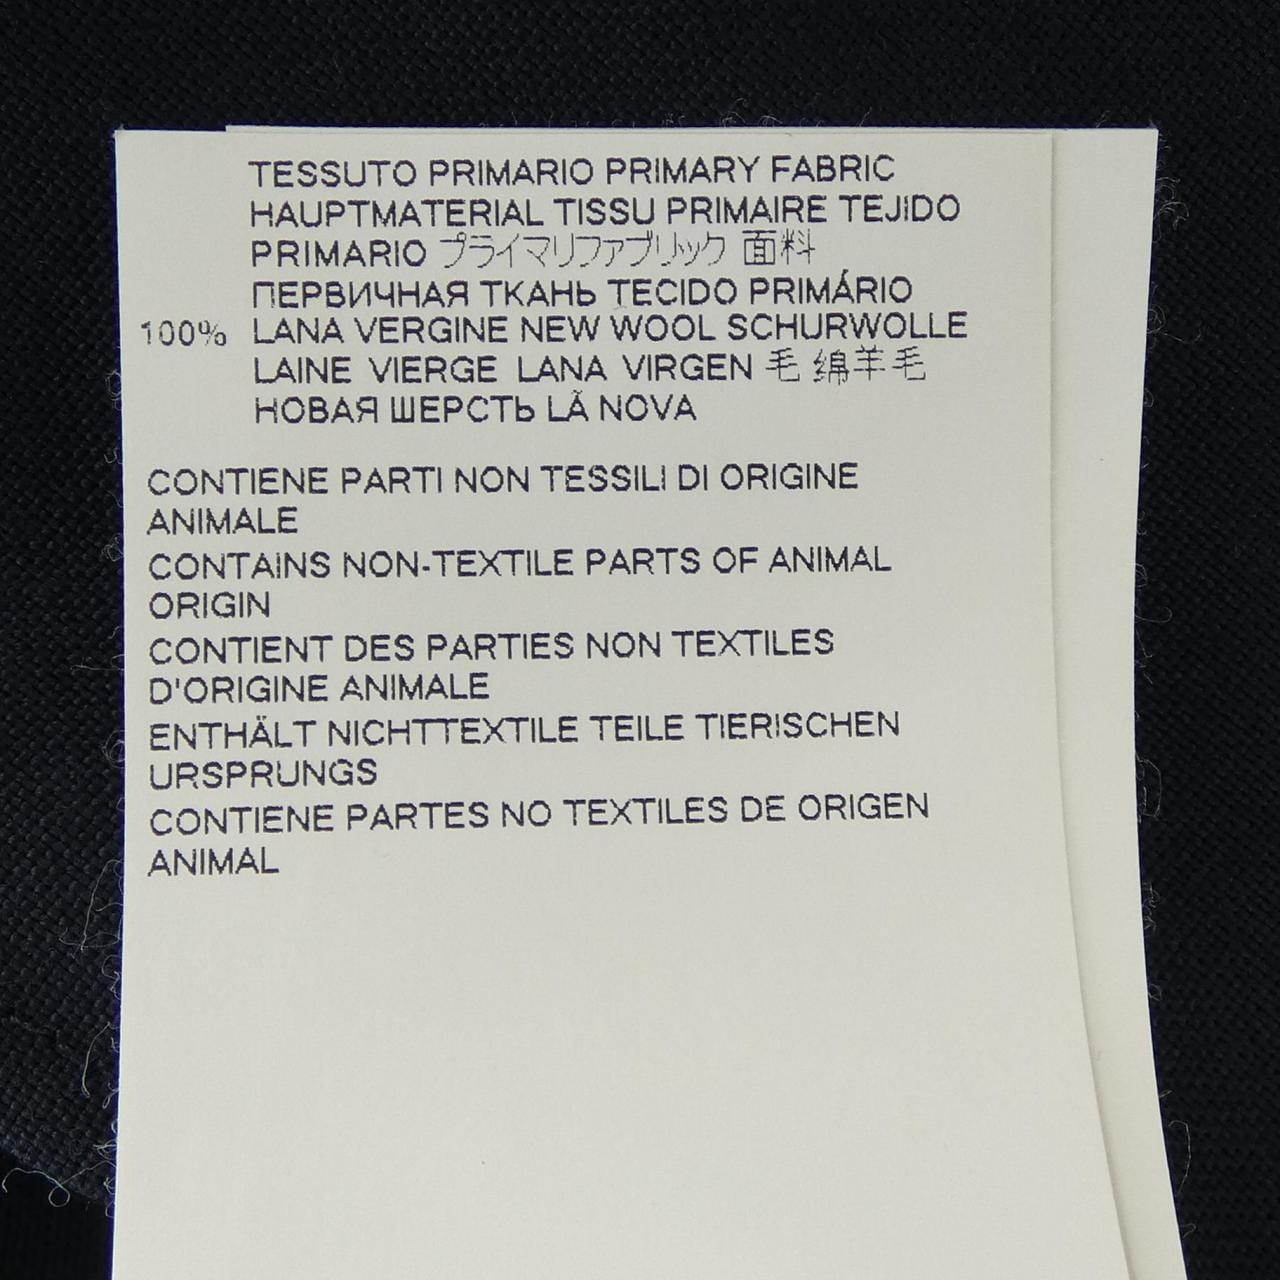 TESSUTO PRIMARIO PRIMARY FABRIC
HAUPTMATERIAL TISSU PRIMAIRE TEJIDO
PRIMARIO プライマリファブリック 面料
ПЕРВИЧНАЯ ТКАНЬ TECIDO PRIMÁRIO
100% LANA VERGINE NEW WOOL SCHURWOLLE
LAINE VIERGE LANA VIRGEN 毛 绵羊毛
НОВАЯ ШЕРСТЬ LÃ NOVA
CONTIENE PARTI NON TESSILI DI ORIGINE
ANIMALE
CONTAINS NON-TEXTILE PARTS OF ANIMAL
ORIGIN
CONTIENT DES PARTIES NON TEXTILES
D'ORIGINE ANIMALE
ENTHÄLT NICHTTEXTILE TEILE TIERISCHEN
URSPRUNGS
CONTIENE PARTES NO TEXTILES DE ORIGEN
ANIMAL